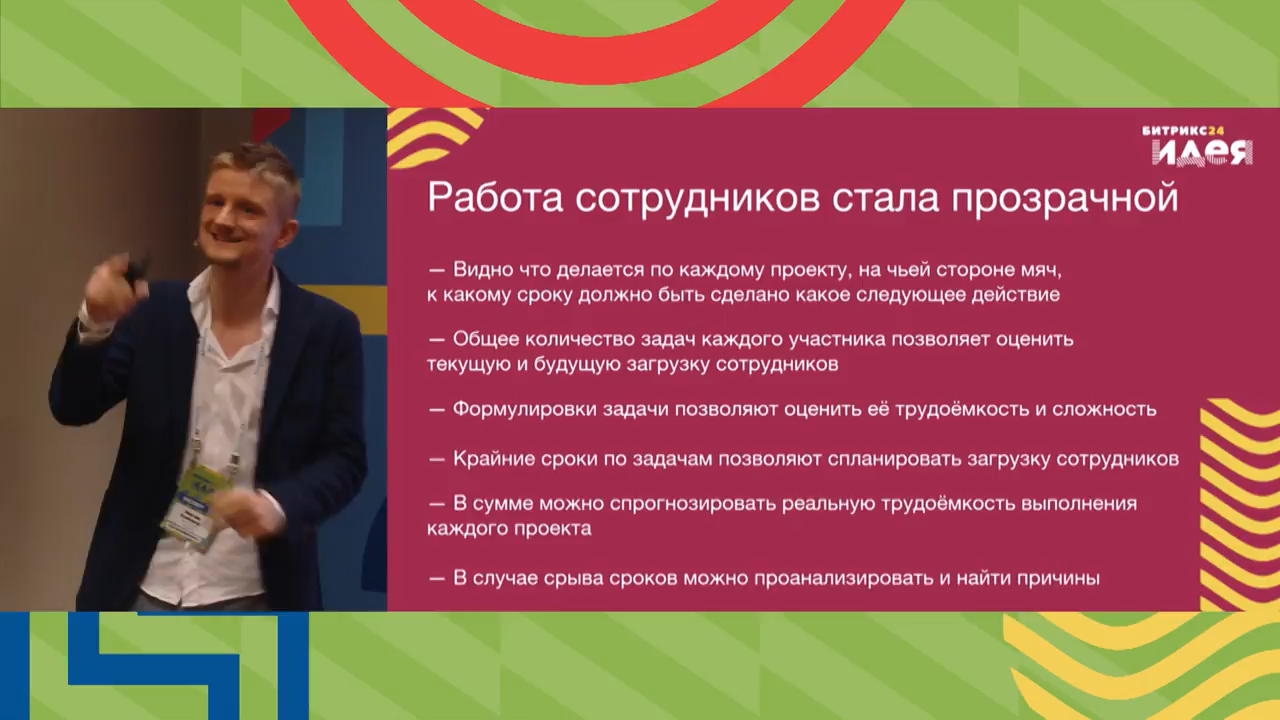 БИТРИКС24
идея
Работа сотрудников стала прозрачной
— Видно что делается по каждому проекту, на чьей стороне мяч,
к какому сроку должно быть сделано какое следующее действие
— Общее количество задач каждого участника позволяет оценить
текущую и будущую загрузку сотрудников
— Формулировки задачи позволяют оценить её трудоёмкость и сложность
— Крайние сроки по задачам позволяют спланировать загрузку сотрудников
— В сумме можно спрогнозировать реальную трудоёмкость выполнения
каждого проекта
— В случае срыва сроков можно проанализировать и найти причины